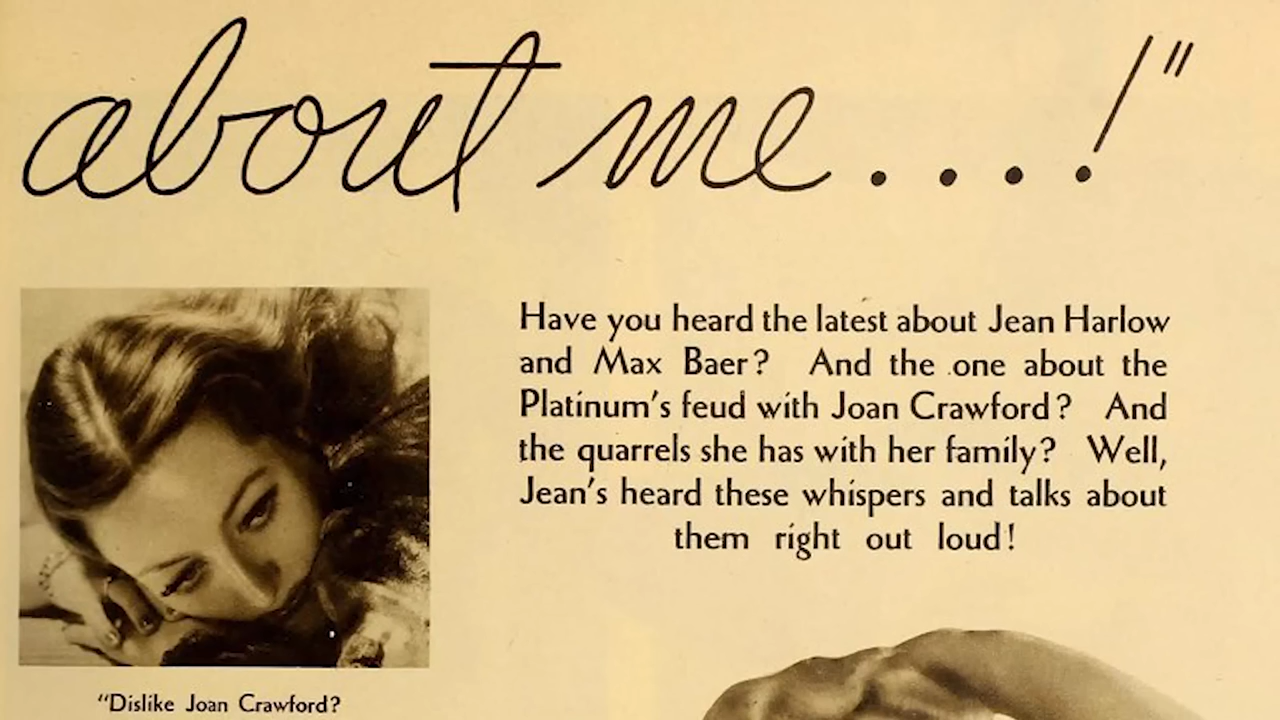 about me . . . . !"
Have you heard the latest about Jean Harlow
and Max Baer? And the one about the
Platinum's feud with Joan Crawford? And
the quarrels she has with her family? Well,
Jean's heard these whispers and talks about
them right out loud!
"Dislike Joan Crawford?